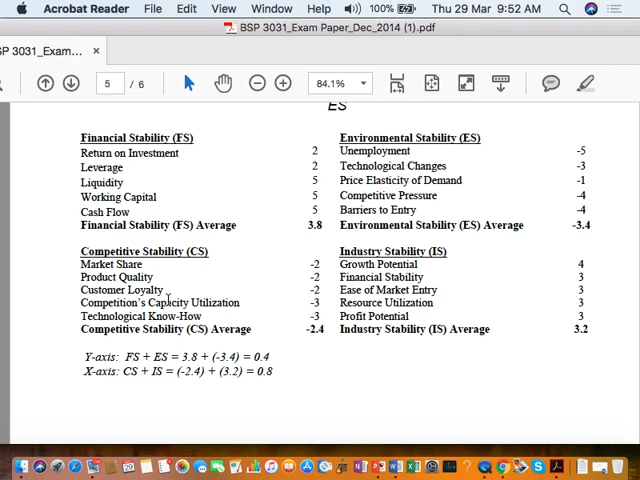 Acrobat Reader File Edit View Window Help 100% Thu 29 Mar 9:52 AM
BSP 3031_Exam Paper_Dec_2014 (1).pdf
SP 3031_Exam... ×
5 / 6 84.1%
ES
Financial Stability (FS)
Return on Investment 2
Leverage 2
Liquidity 5
Working Capital 5
Cash Flow 5
Financial Stability (FS) Average 3.8
Environmental Stability (ES)
Unemployment -5
Technological Changes -3
Price Elasticity of Demand -1
Competitive Pressure -4
Barriers to Entry -4
Environmental Stability (ES) Average -3.4
Competitive Stability (CS)
Market Share -2
Product Quality -2
Customer Loyalty -2
Competition's Capacity Utilization -3
Technological Know-How -3
Competitive Stability (CS) Average -2.4
Industry Stability (IS)
Growth Potential 4
Financial Stability 3
Ease of Market Entry 3
Resource Utilization 3
Profit Potential 3
Industry Stability (IS) Average 3.2
Y-axis: FS + ES = 3.8 + (-3.4) = 0.4
X-axis: CS + IS = (-2.4) + (3.2) = 0.8